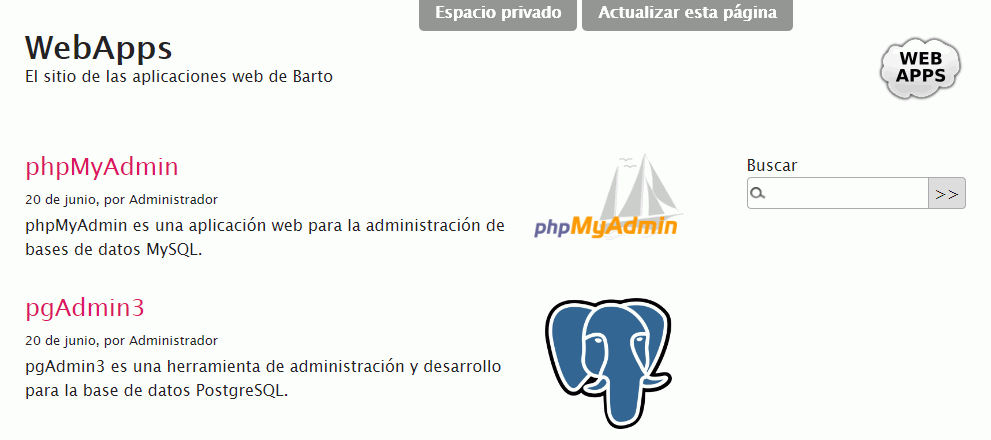 Espacio privado
Actualizar esta página
WebApps
El sitio de las aplicaciones web de Barto
WEB
APPS
phpMyAdmin
20 de junio, por Administrador
phpMyAdmin es una aplicación web para la administración de
bases de datos MySQL.
phpMyAdmin
Buscar
>>
pgAdmin3
20 de junio, por Administrador
pgAdmin3 es una herramienta de administración y desarrollo
para la base de datos PostgreSQL.